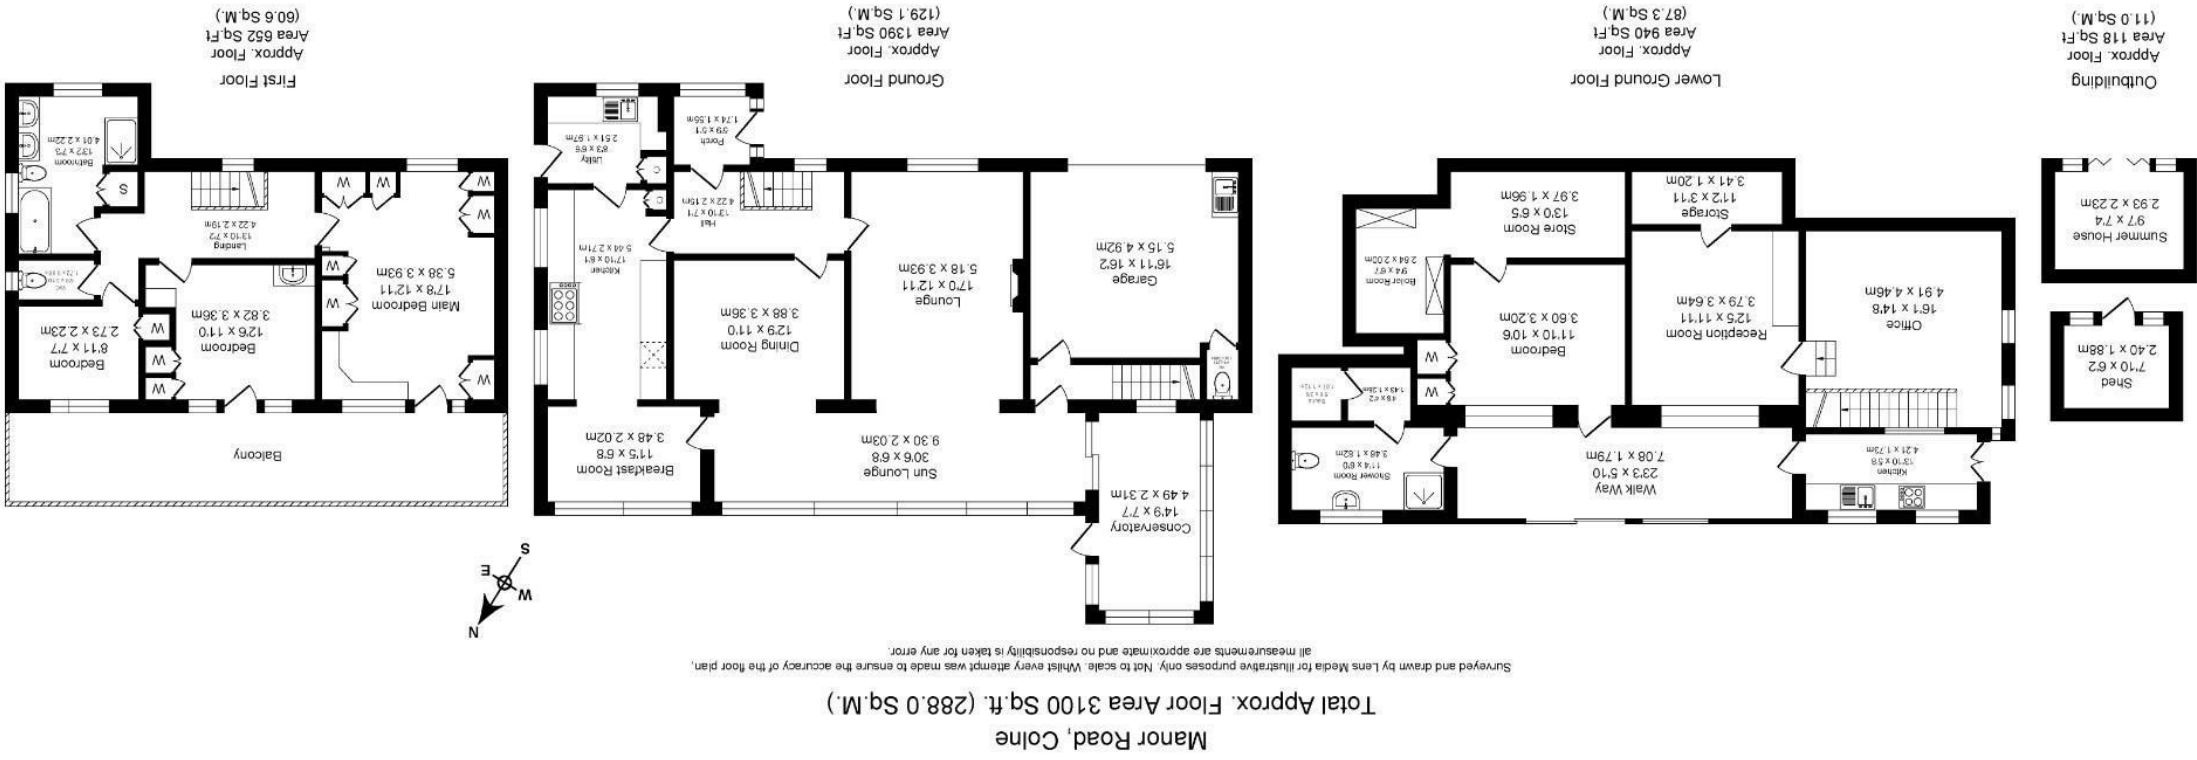 Manor Road, Colne
Total Approx. Floor Area 3100 Sq.ft. (288.0 Sq.M.)
Surveyed and drawn by Lens Media for illustrative purposes only. Not to scale. Whilst every attempt was made to ensure the accuracy of the floor plan,
all measurements are approximate and no responsibility is taken for any error.
N
W
E
S
Shed
7'10 x 6'2
2.40 x 1.88m
Summer House
9'7 x 7'4
2.93 x 2.23m
Outbuilding
Approx. Floor
Area 118 Sq.Ft
(11.0 Sq.M.)
Kitchen
13'10 x 5'8
4.21 x 1.73m
Walk Way
23'3 x 5'10
7.08 x 1.79m
Shower Room
11'4 x 6'0
3.46 x 1.82m
Office
16'1 x 14'8
4.91 x 4.46m
Reception Room
12'5 x 11'11
3.79 x 3.64m
Bedroom
11'10 x 10'6
3.60 x 3.20m
W
W
Boiler Room
9'4 x 6'7
2.84 x 2.00m
Storage
11'2 x 3'11
3.41 x 1.20m
Store Room
13'0 x 6'5
3.97 x 1.96m
Lower Ground Floor
Approx. Floor
Area 940 Sq.Ft
(87.3 Sq.M.)
Conservatory
14'9 x 7'7
4.49 x 2.31m
Sun Lounge
30'6 x 6'8
9.30 x 2.03m
Breakfast Room
11'5 x 6'8
3.48 x 2.02m
Garage
16'11 x 16'2
5.15 x 4.92m
Lounge
17'0 x 12'11
5.18 x 3.93m
Dining Room
12'9 x 11'0
3.88 x 3.36m
Kitchen
17'10 x 8'1
5.44 x 2.71m
Hall
13'10 x 7'1
4.22 x 2.15m
C
C
Utility
8'3 x 6'6
2.51 x 1.97m
Porch
5'9 x 5'1
1.74 x 1.55m
Ground Floor
Approx. Floor
Area 1390 Sq.Ft
(129.1 Sq.M.)
Balcony
Main Bedroom
17'8 x 12'11
5.38 x 3.93m
W
W
W
W
W
W
W
Bedroom
12'6 x 11'0
3.82 x 3.36m
W
W
W
Bedroom
8'11 x 7'7
2.73 x 2.23m
WC
Landing
13'10 x 7'2
4.22 x 2.19m
S
Bathroom
13'2 x 7'3
4.01 x 2.22m
First Floor
Approx. Floor
Area 652 Sq.Ft
(60.6 Sq.M.)